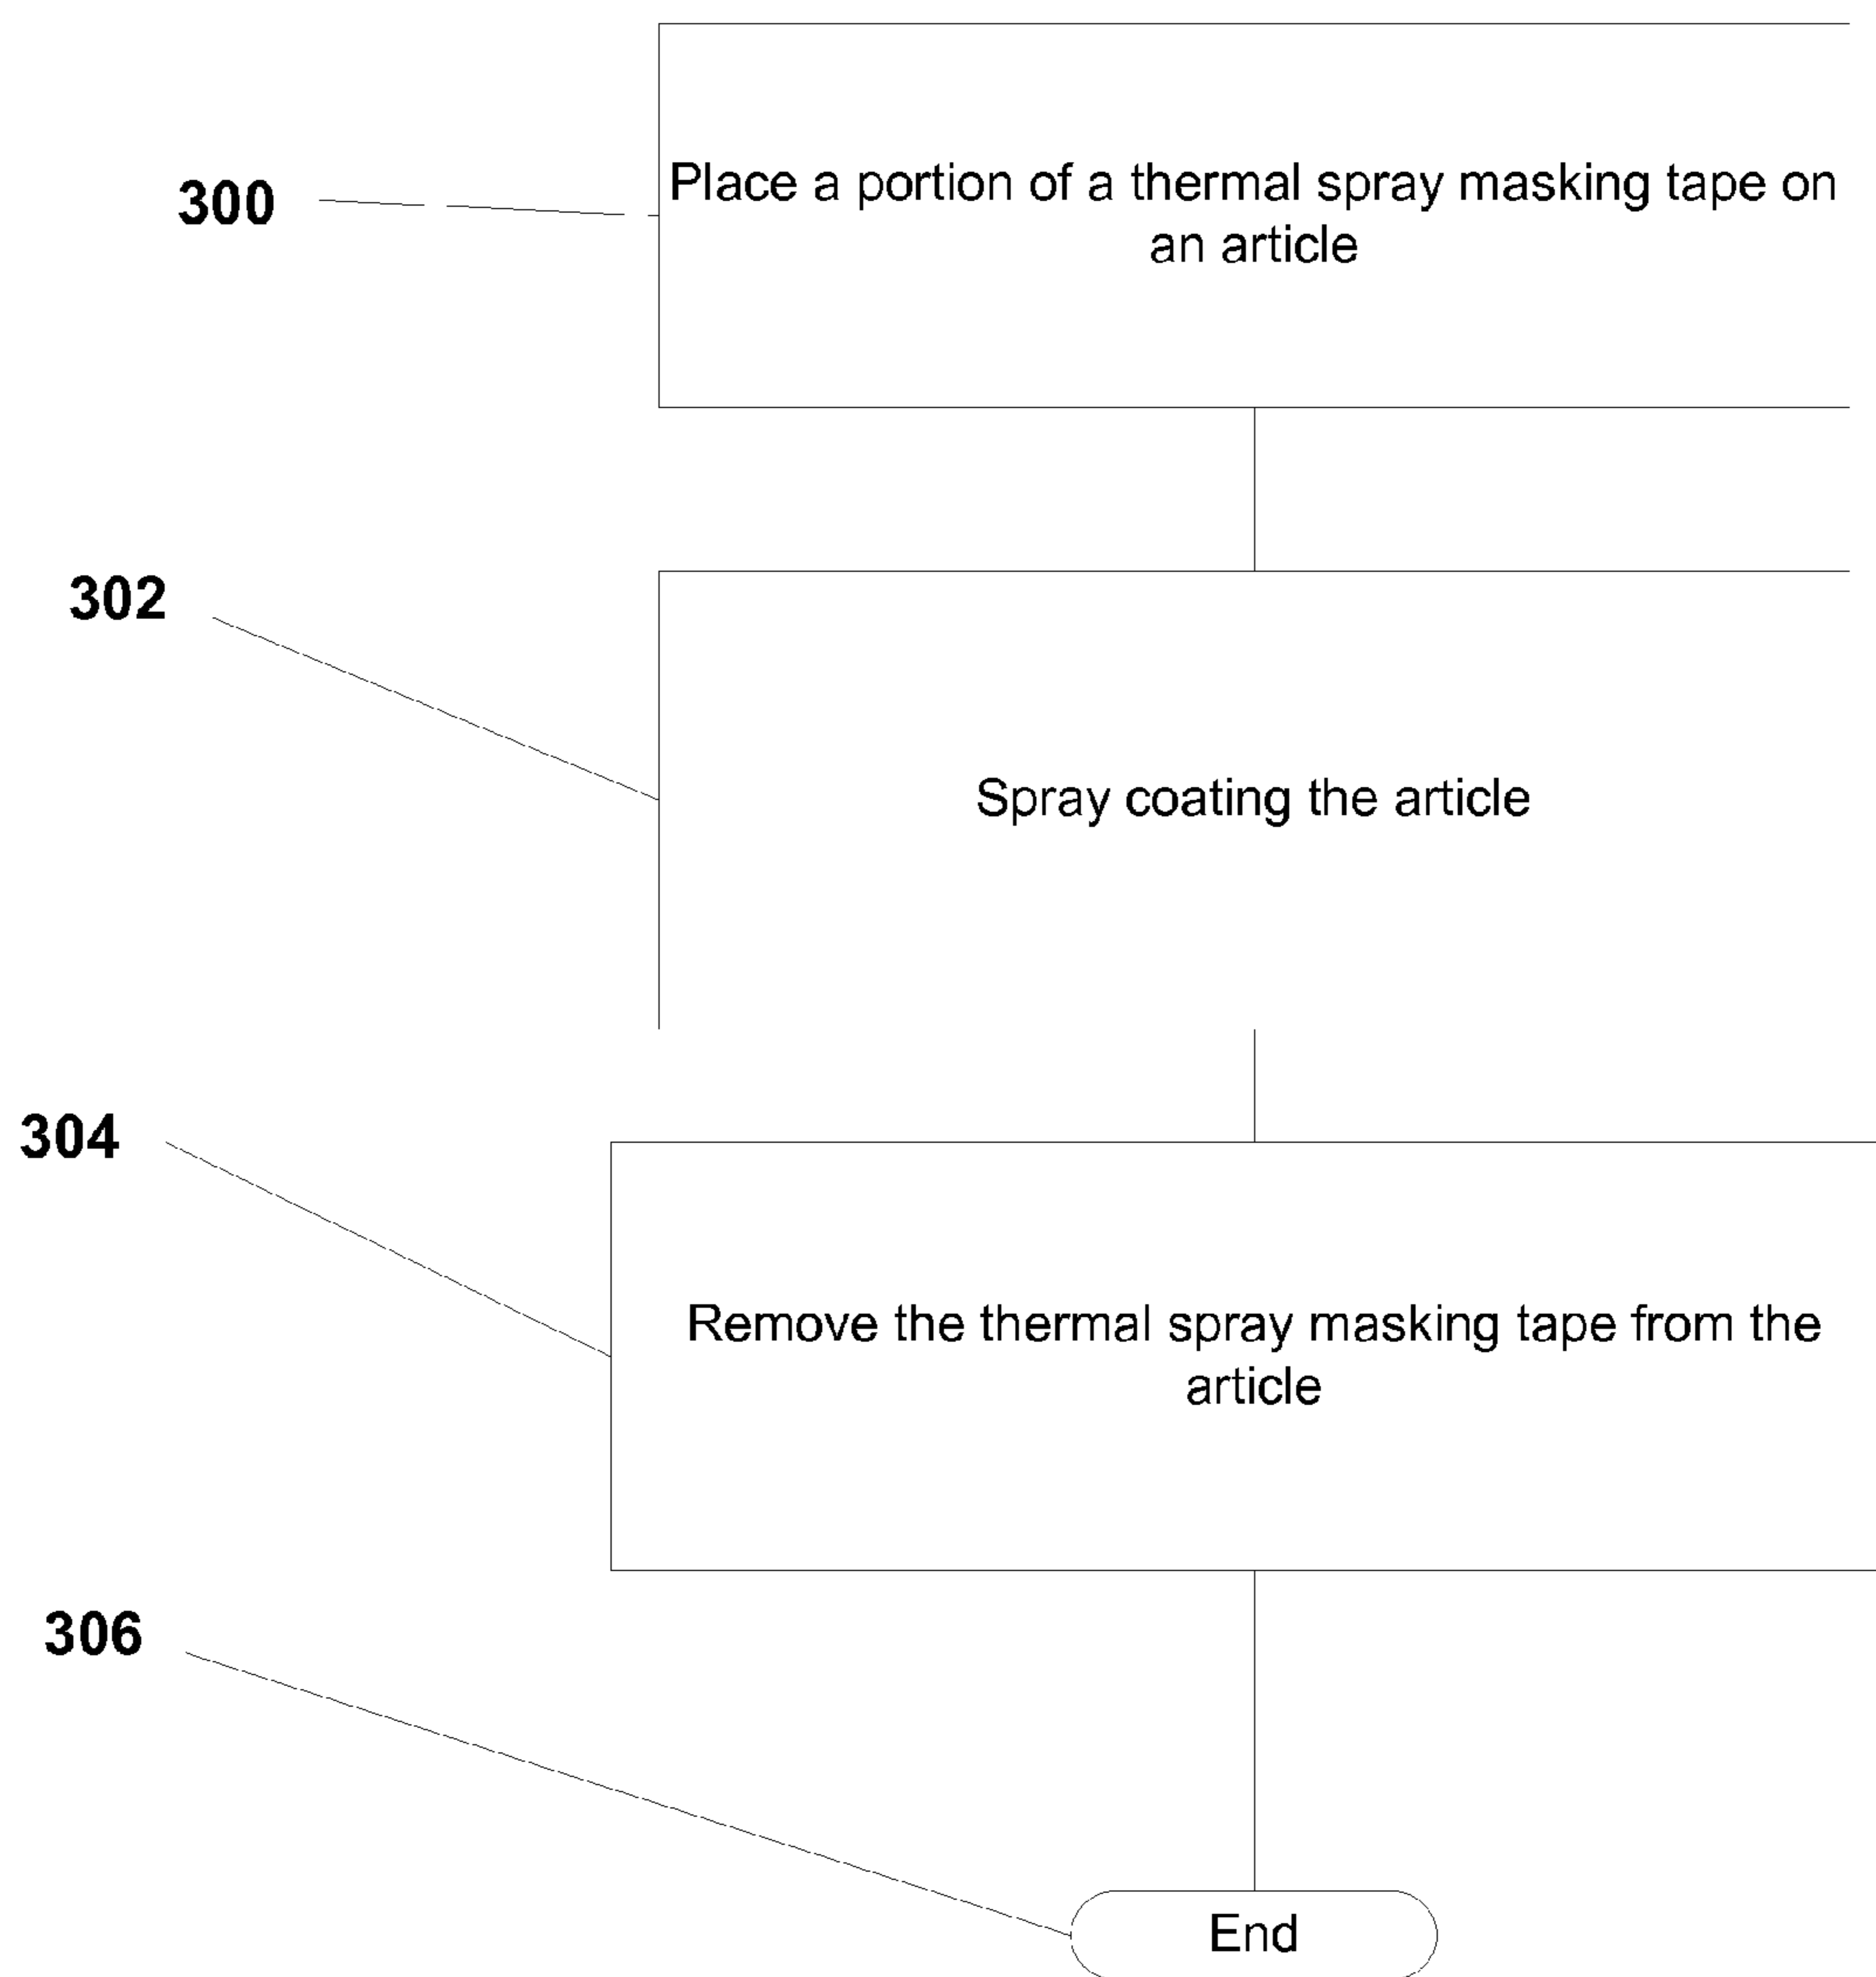 300
Place a portion of a thermal spray masking tape on
an article
302
Spray coating the article
304
Remove the thermal spray masking tape from the
article
306
End